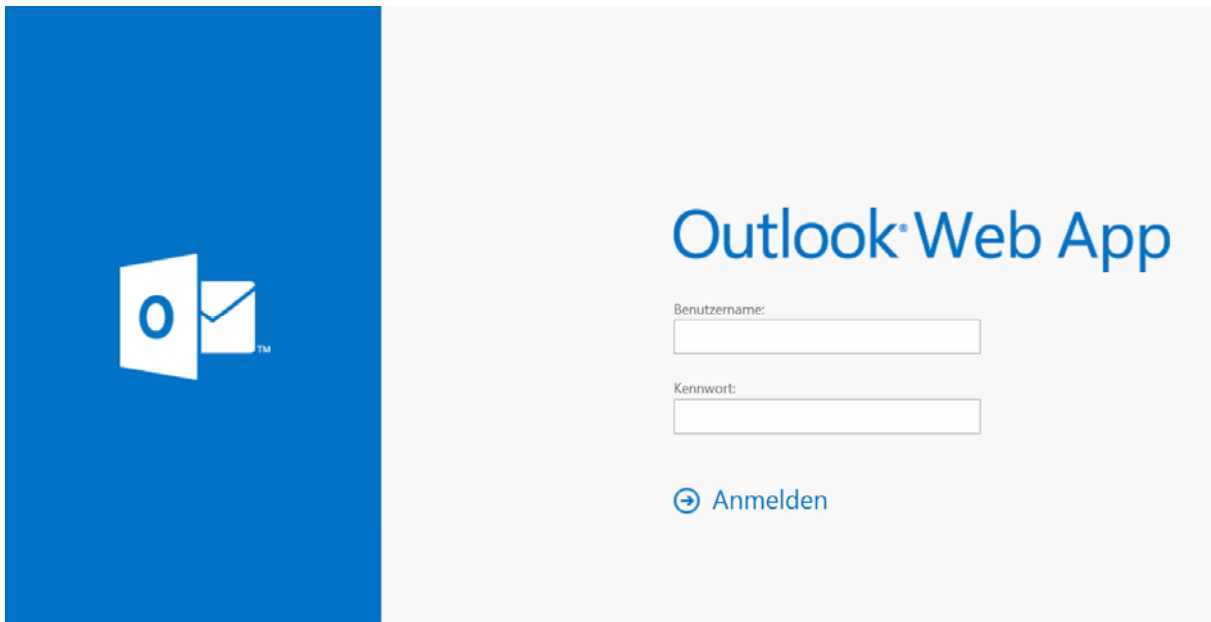 Outlook® Web App
Benutzername:
O
TM
Kennwort:
Anmelden